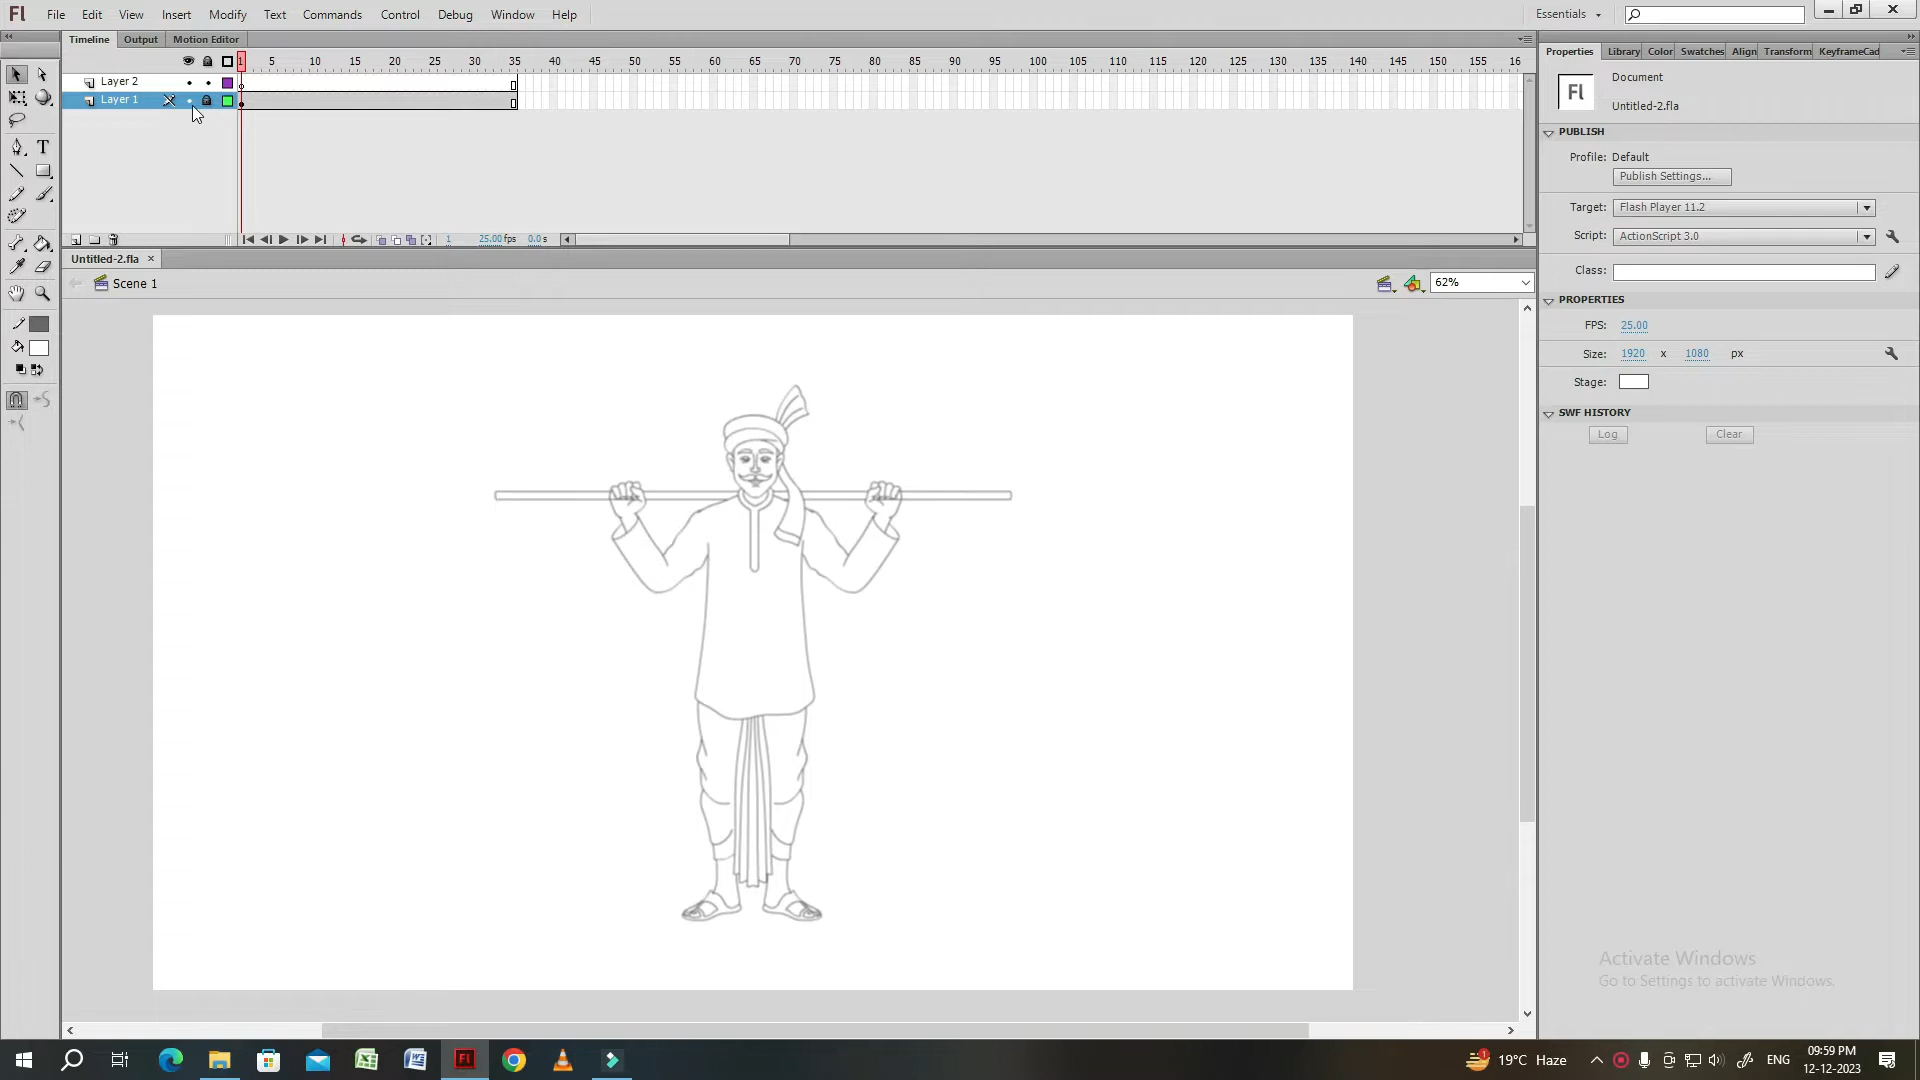 Fl File Edit View Insert Modify Text Commands Control Debug Window Help Essentials
Timeline Output Motion Editor
1 5 10 15 20 25 30 35 40 45 50 55 60 65 70 75 80 85 90 95 100 105 110 115 120 125 130 135 140 145 150 155 16
Layer 2
Layer 1
1 25.00 fps 0.0 s
Untitled-2.fla ×
Scene 1
62%
Properties Library Color Swatches Align Transform KeyframeCad
Fl
Document
Untitled-2.fla
PUBLISH
Profile: Default
Publish Settings...
Target: Flash Player 11.2
Script: ActionScript 3.0
Class:
PROPERTIES
FPS: 25.00
Size: 1920 x 1080 px
Stage:
SWF HISTORY
Log Clear
Activate Windows
Go to Settings to activate Windows.
Fl
1 19°C Haze
ENG
09:59 PM
12-12-2023